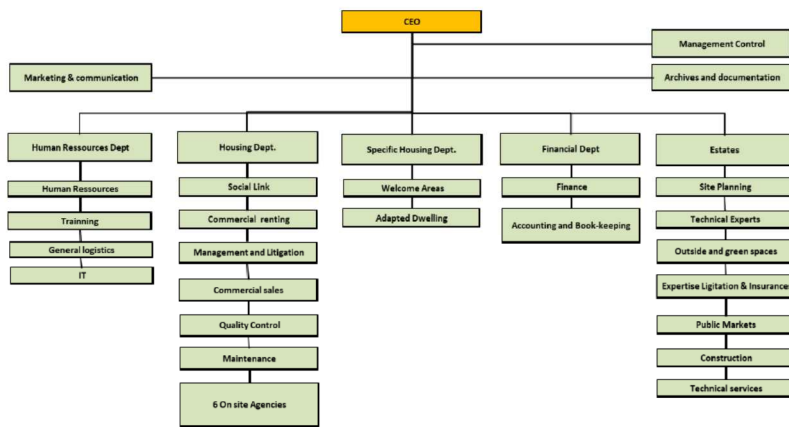 CEO
Management Control
Marketing & communication
Archives and documentation
Human Ressources Dept
Housing Dept.
Specific Housing Dept.
Financial Dept
Estates
Human Ressources
Social Link
Welcome Areas
Finance
Site Planning
Trainning
Commercial renting
Adapted Dwelling
Accounting and Book-keeping
Technical Experts
General logistics
Management and Litigation
Outside and green spaces
IT
Commercial sales
Expertise Ligitation & Insurances
Quality Control
Public Markets
Maintenance
Construction
6 On site Agencies
Technical services